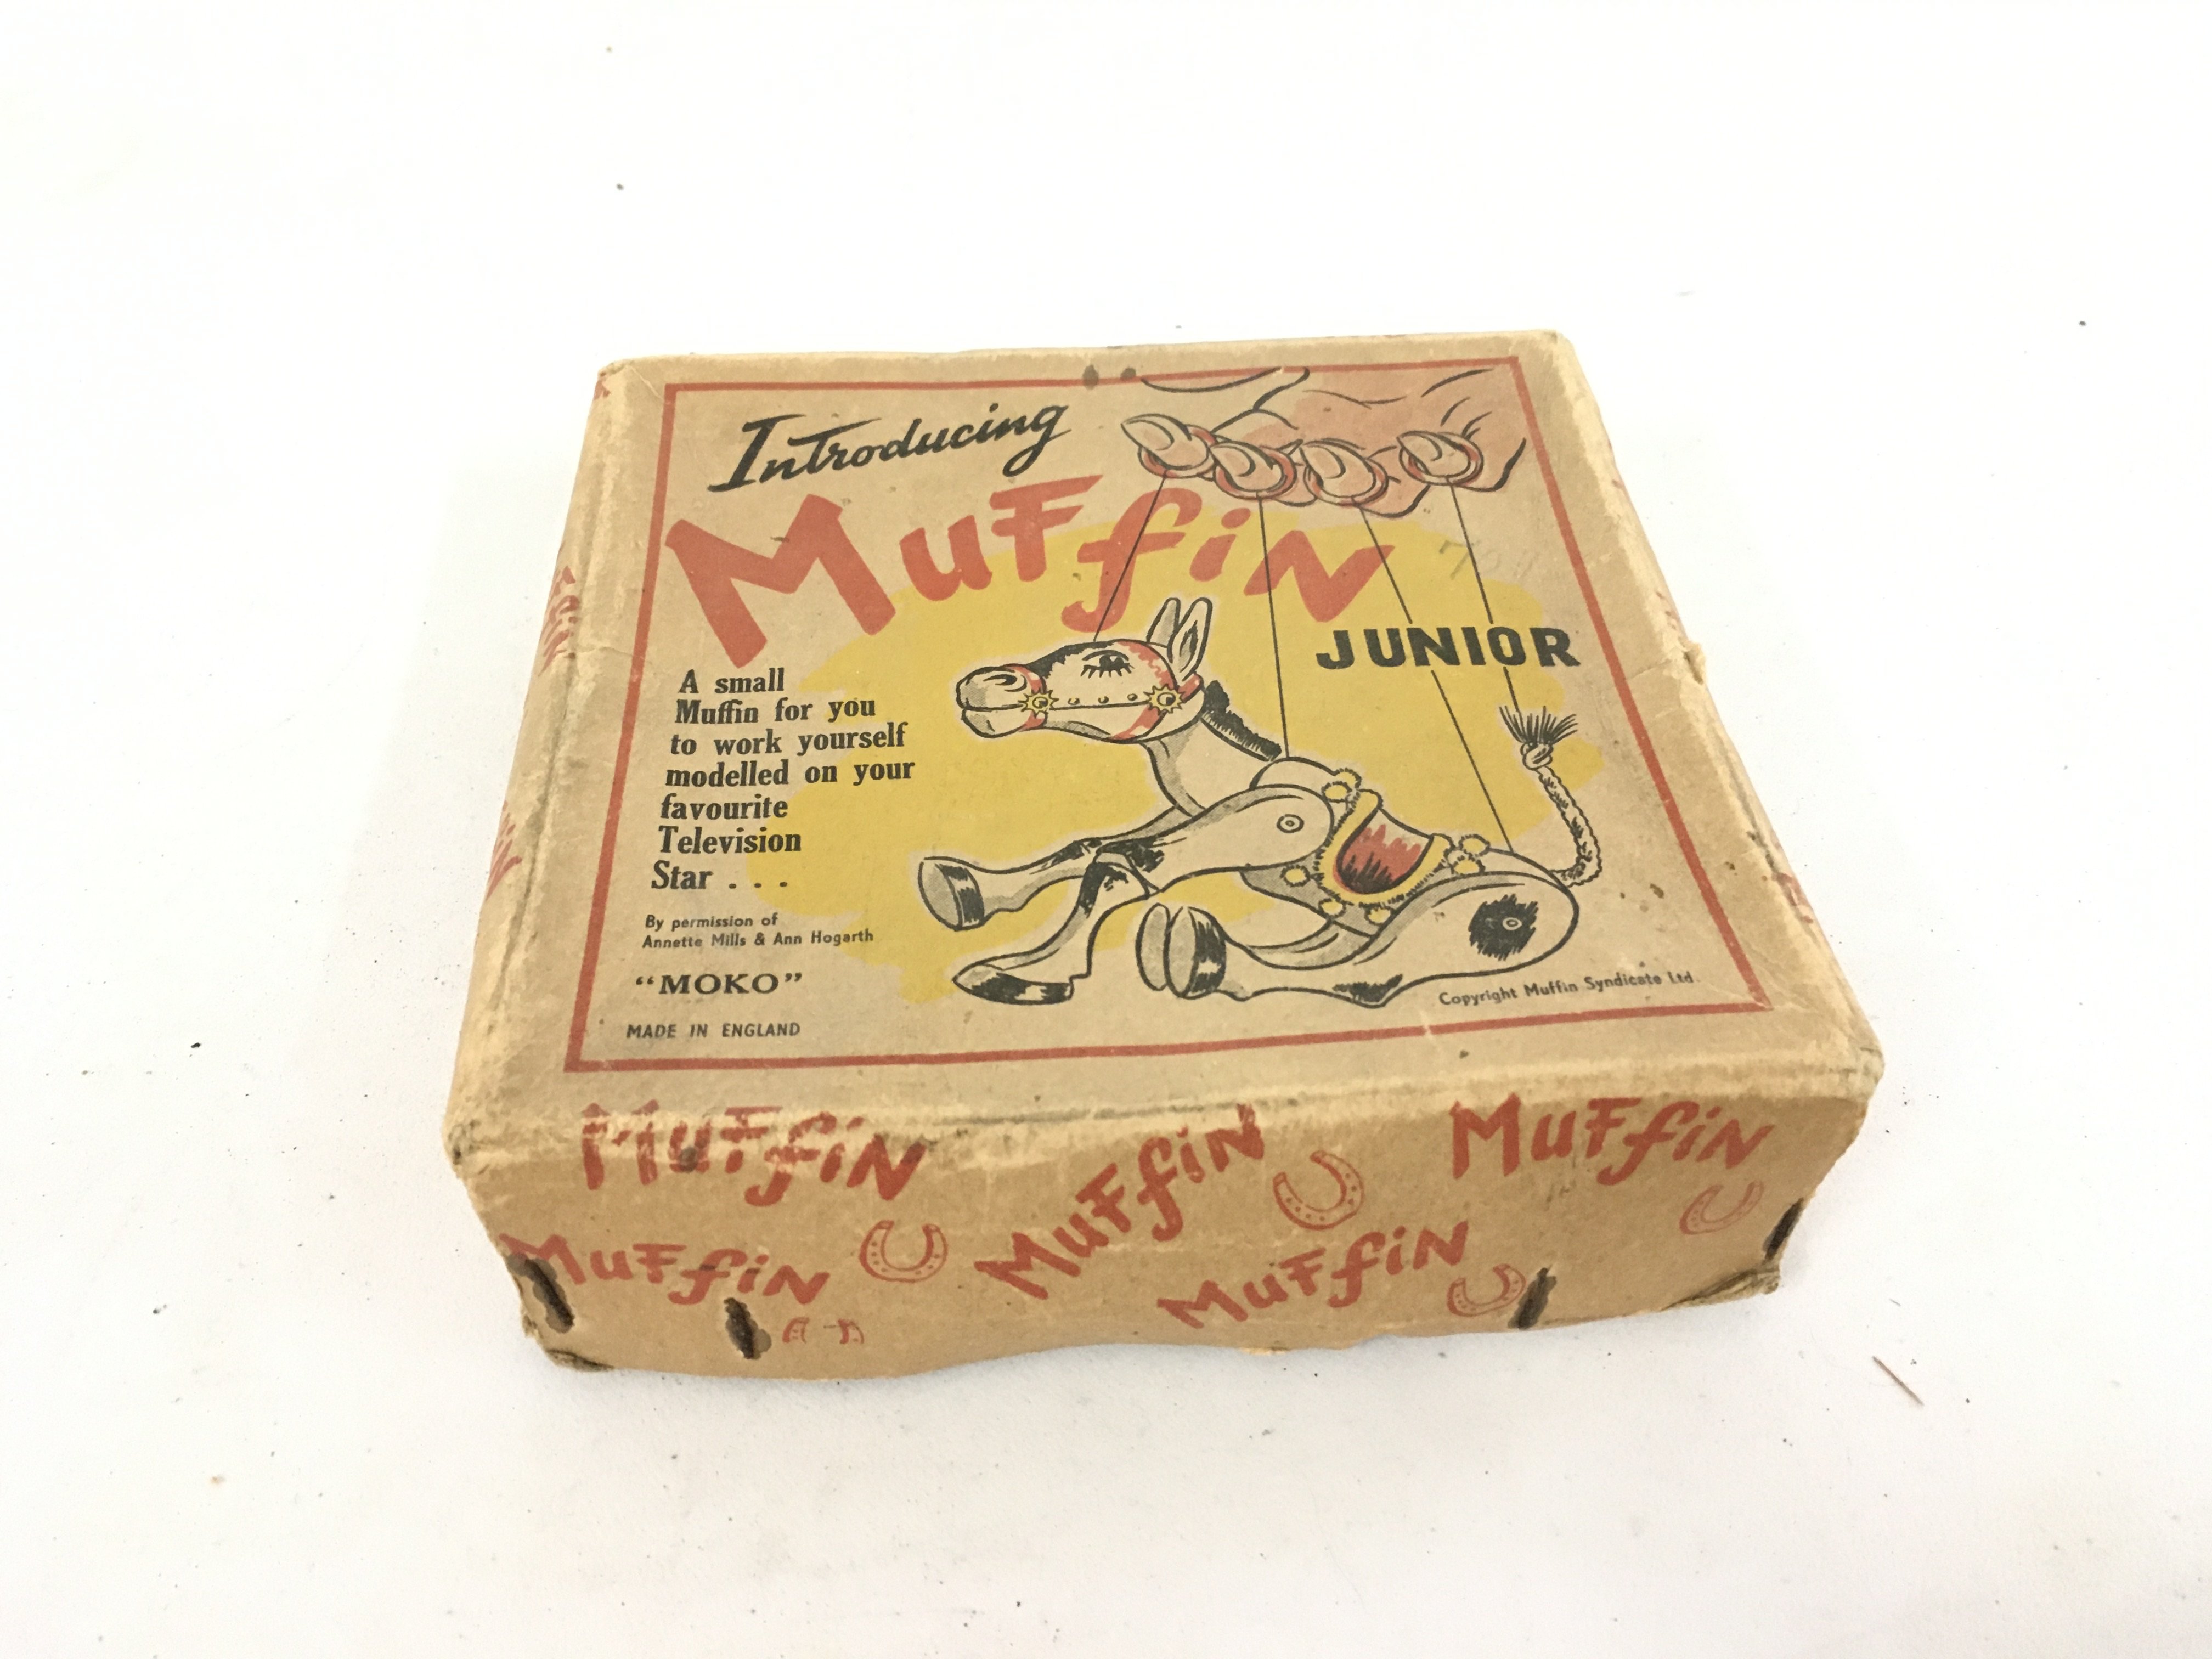 Introducing
Muffin
JUNIOR
A small
Muffin for you
to work yourself
modelled on your
favourite
Television
Star . . .
By permission of
Annette Mills & Ann Hogarth
"MOKO"
MADE IN ENGLAND
Copyright Muffin Syndicate Ltd.
Muffin
Muffin
Muffin
Muffin
Muffin